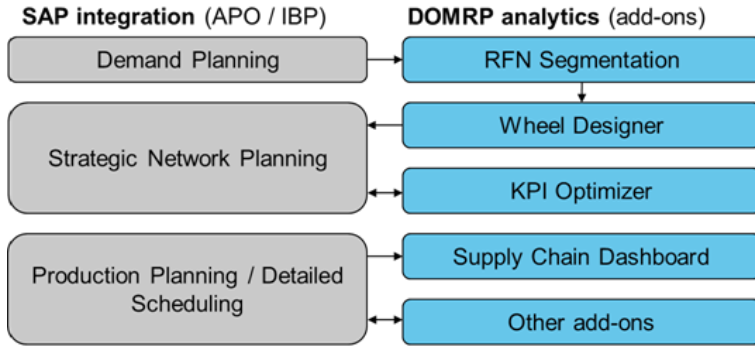 SAP integration (APO / IBP)
DOMRP analytics (add-ons)
Demand Planning
RFN Segmentation
Strategic Network Planning
Wheel Designer
KPI Optimizer
Production Planning / Detailed
Scheduling
Supply Chain Dashboard
Other add-ons